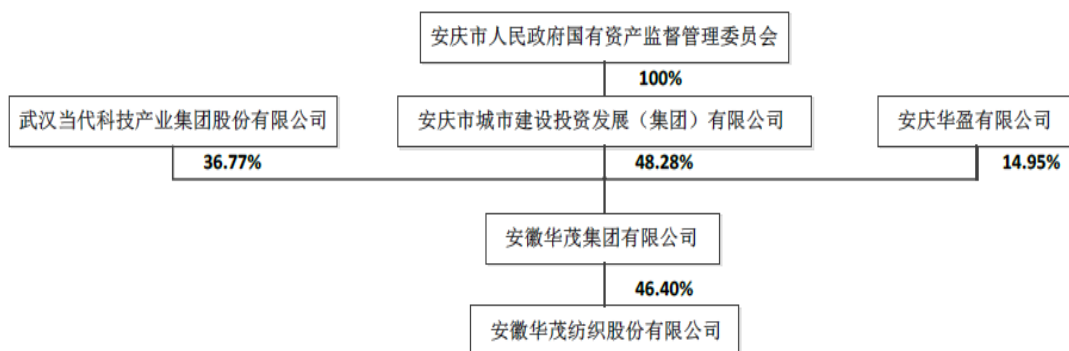 安庆市人民政府国有资产监督管理委员会
100%
武汉当代科技产业集团股份有限公司
安庆市城市建设投资发展（集团）有限公司
安庆华盈有限公司
36.77%
48.28%
14.95%
安徽华茂集团有限公司
46.40%
安徽华茂纺织股份有限公司